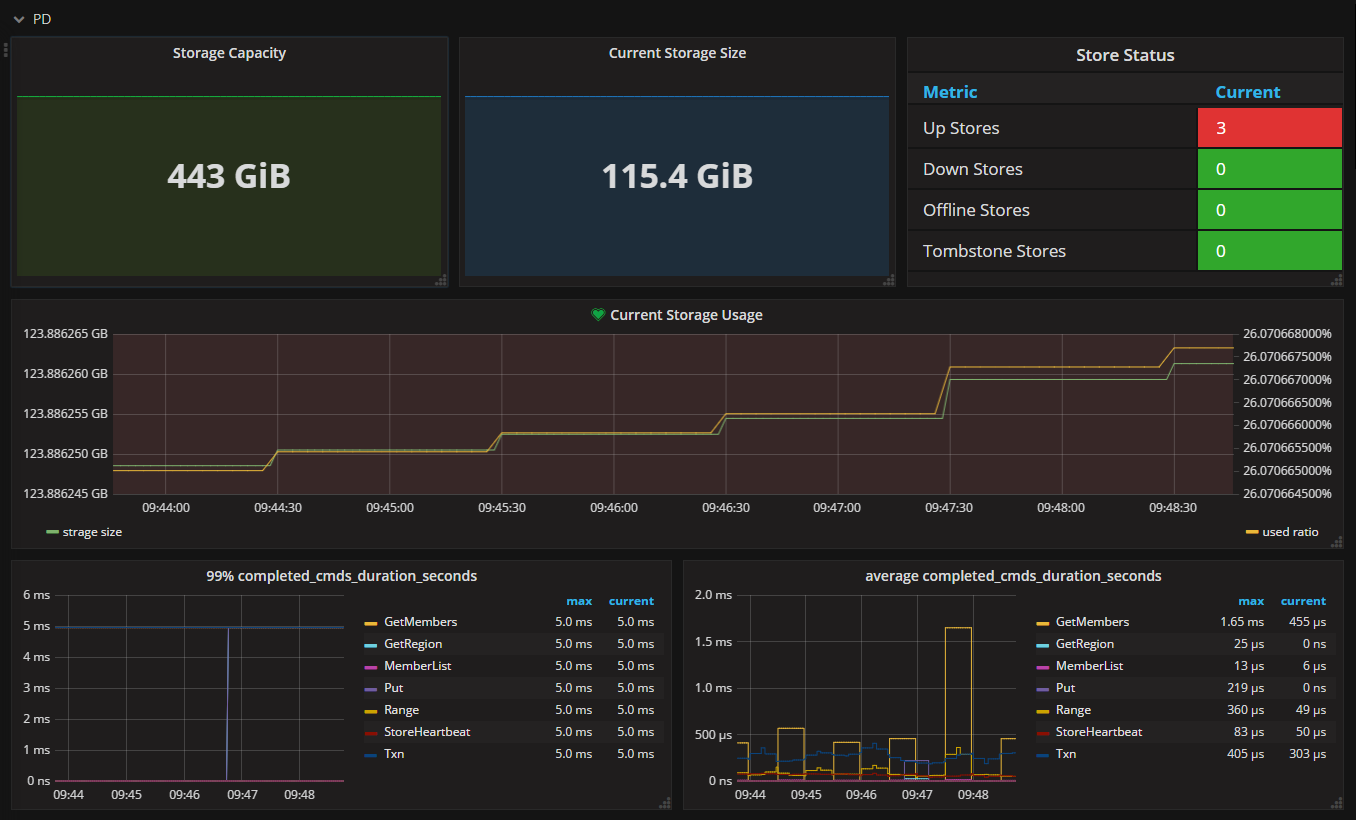 PD
Storage Capacity
443 GiB
Current Storage Size
115.4 GiB
Store Status
Metric Current
Up Stores 3
Down Stores 0
Offline Stores 0
Tombstone Stores 0
Current Storage Usage
123.886265 GB
123.886260 GB
123.886255 GB
123.886250 GB
123.886245 GB
26.070668000%
26.070667500%
26.070667000%
26.070666500%
26.070666000%
26.070665500%
26.070665000%
26.070664500%
09:44:00 09:44:30 09:45:00 09:45:30 09:46:00 09:46:30 09:47:00 09:47:30 09:48:00 09:48:30
strage size used ratio
99% completed_cmds_duration_seconds
6 ms
5 ms
4 ms
3 ms
2 ms
1 ms
0 ns
09:44 09:45 09:46 09:47 09:48
max current
GetMembers 5.0 ms 5.0 ms
GetRegion 5.0 ms 5.0 ms
MemberList 5.0 ms 5.0 ms
Put 5.0 ms 5.0 ms
Range 5.0 ms 5.0 ms
StoreHeartbeat 5.0 ms 5.0 ms
Txn 5.0 ms 5.0 ms
average completed_cmds_duration_seconds
2.0 ms
1.5 ms
1.0 ms
500 µs
0 ns
09:44 09:45 09:46 09:47 09:48
max current
GetMembers 1.65 ms 455 µs
GetRegion 25 µs 0 ns
MemberList 13 µs 6 µs
Put 219 µs 0 ns
Range 360 µs 49 µs
StoreHeartbeat 83 µs 50 µs
Txn 405 µs 303 µs